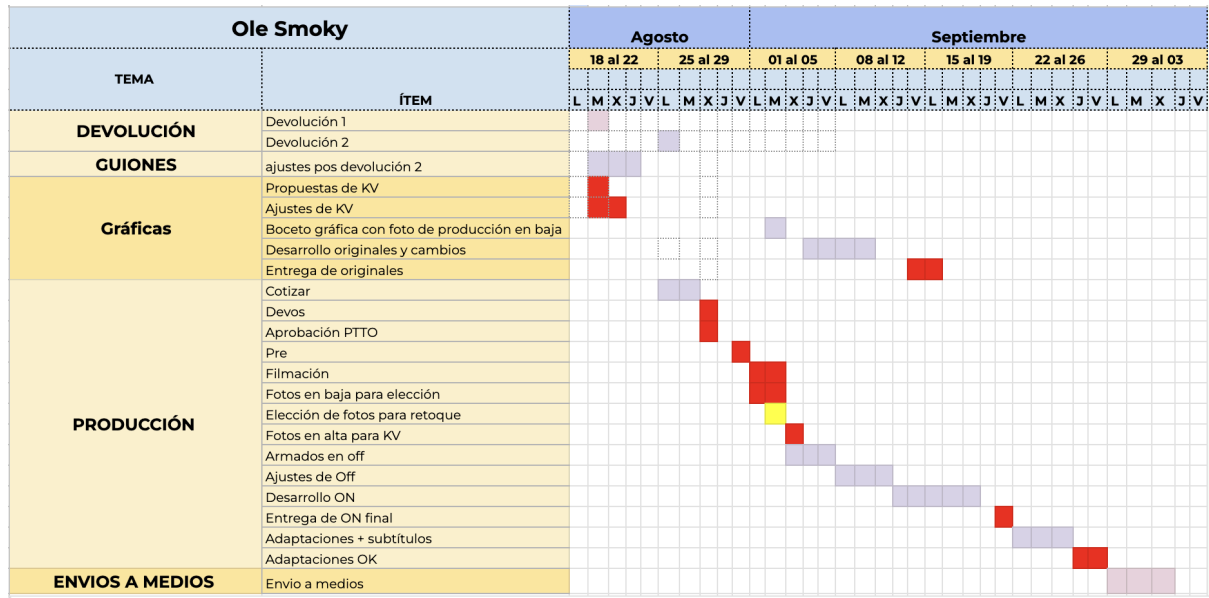 Ole Smoky
Agosto Septiembre
18 al 22 25 al 29 01 al 05 08 al 12 15 al 19 22 al 26 29 al 03
TEMA ÍTEM
L M X J V L M X J V L M X J V L M X J V L M X J V L M X J V L M X J V
DEVOLUCIÓN
Devolución 1
Devolución 2
GUIONES
ajustes pos devolución 2
Gráficas
Propuestas de KV
Ajustes de KV
Boceto gráfica con foto de producción en baja
Desarrollo originales y cambios
Entrega de originales
PRODUCCIÓN
Cotizar
Devos
Aprobación PTTO
Pre
Filmación
Fotos en baja para elección
Elección de fotos para retoque
Fotos en alta para KV
Armados en off
Ajustes de Off
Desarrollo ON
Entrega de ON final
Adaptaciones + subtítulos
Adaptaciones OK
ENVIOS A MEDIOS
Envio a medios